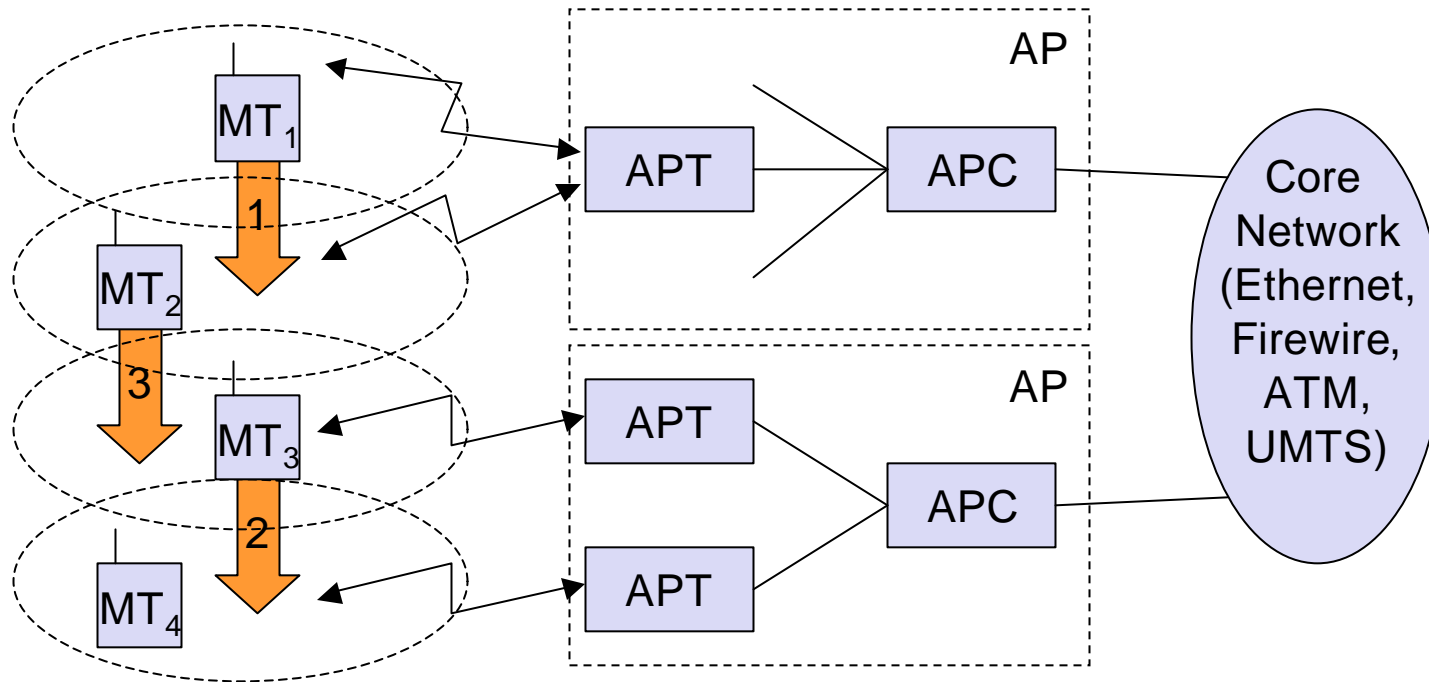 MT1
1
MT2
3
MT3
2
MT4
AP
APT
APC
AP
APT
APC
APT
Core
Network
(Ethernet,
Firewire,
ATM,
UMTS)